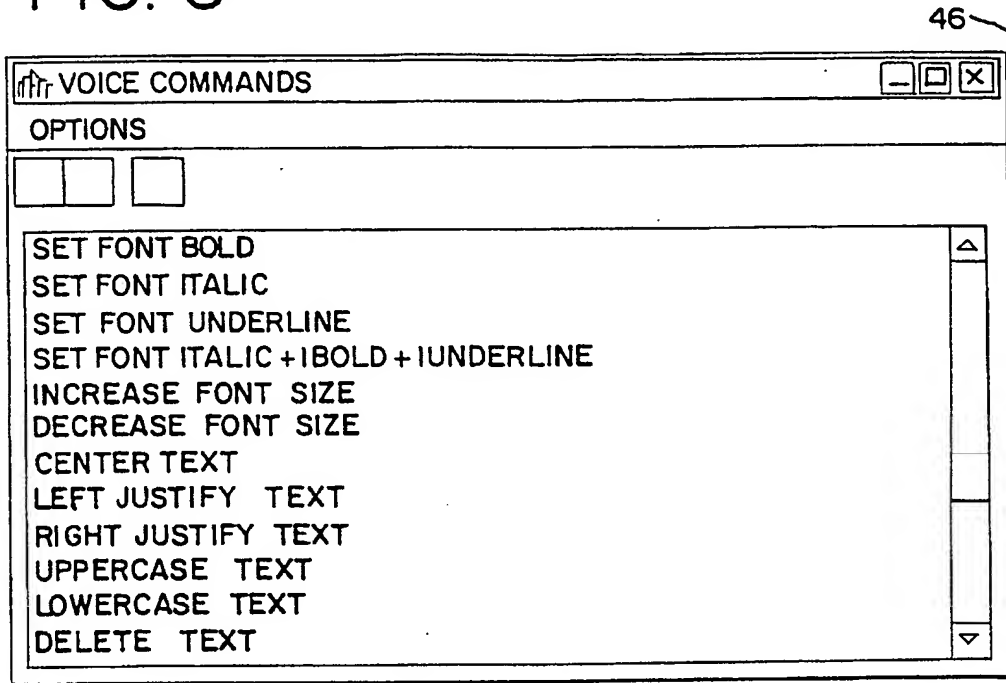 46
VOICE COMMANDS
OPTIONS
SET FONT BOLD
SET FONT ITALIC
SET FONT UNDERLINE
SET FONT ITALIC +IBOLD + IUNDERLINE
INCREASE FONT SIZE
DECREASE FONT SIZE
CENTER TEXT
LEFT JUSTIFY TEXT
RIGHT JUSTIFY TEXT
UPPERCASE TEXT
LOWERCASE TEXT
DELETE TEXT